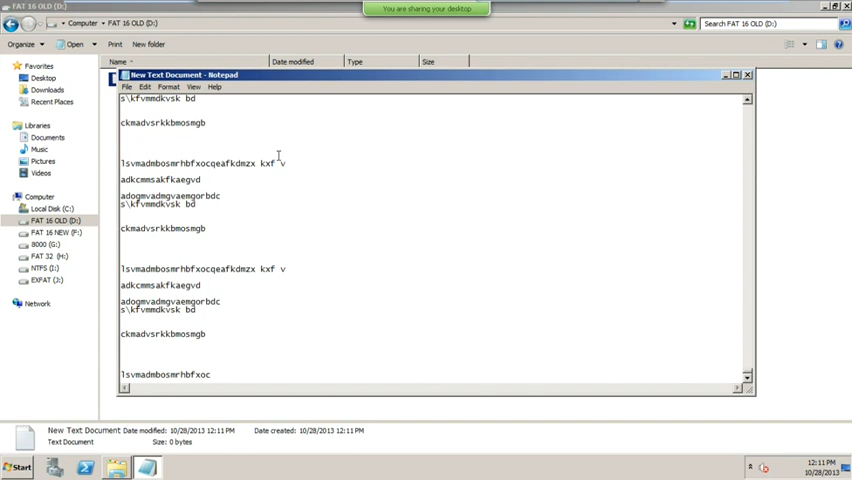 FAT 16 OLD (D:)
You are sharing your desktop
Computer FAT 16 OLD (D:)
Search FAT 16 OLD (D:)
Organize Open Print New folder
Name Date modified Type Size
Favorites
Desktop
Downloads
Recent Places
Libraries
Documents
Music
Pictures
Videos
Computer
Local Disk (C:)
FAT 16 OLD (D:)
FAT 16 NEW (F:)
8000 (G:)
FAT 32 (H:)
NTFS (I:)
EXFAT (J:)
Network
New Text Document - Notepad
File Edit Format View Help
s\kfvmmdkvsk bd
ckmadvsrkkbmosmgb
lsvmadmbosmrhbfxocqeafkdmzx kxf v
adkcmmsakfkaegvd
adogmvadmgvaemgorbdc
s\kfvmmdkvsk bd
ckmadvsrkkbmosmgb
lsvmadmbosmrhbfxocqeafkdmzx kxf v
adkcmmsakfkaegvd
adogmvadmgvaemgorbdc
s\kfvmmdkvsk bd
ckmadvsrkkbmosmgb
lsvmadmbosmrhbfxoc
New Text Document Date modified: 10/28/2013 12:11 PM Date created: 10/28/2013 12:11 PM
Text Document Size: 0 bytes
Start
12:11 PM
10/28/2013